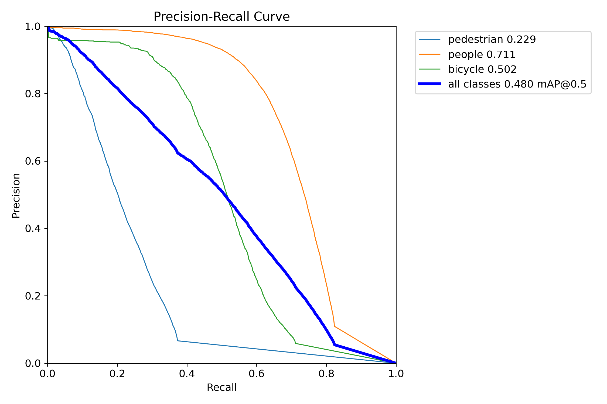 Precision-Recall Curve
pedestrian 0.229
people 0.711
bicycle 0.502
all classes 0.480 mAP@0.5
Precision
1.0
0.8
0.6
0.4
0.2
0.0
0.0 0.2 0.4 0.6 0.8 1.0
Recall